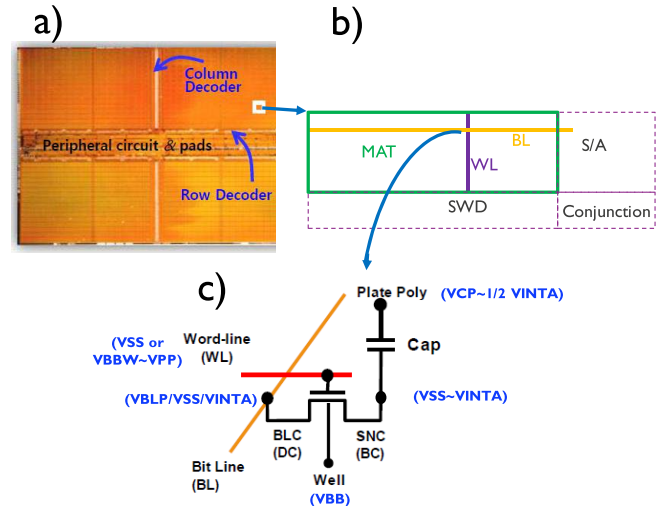 a)
Column
Decoder
Peripheral circuit & pads
Row Decoder
b)
MAT
BL
WL
S/A
SWD
Conjunction
c)
Plate Poly
(VCP~1/2 VINTA)
Cap
(VSS or
VBBW~VPP)
Word-line
(WL)
(VBLP/VSS/VINTA)
(VSS~VINTA)
BLC
(DC)
SNC
(BC)
Bit Line
(BL)
Well
(VBB)